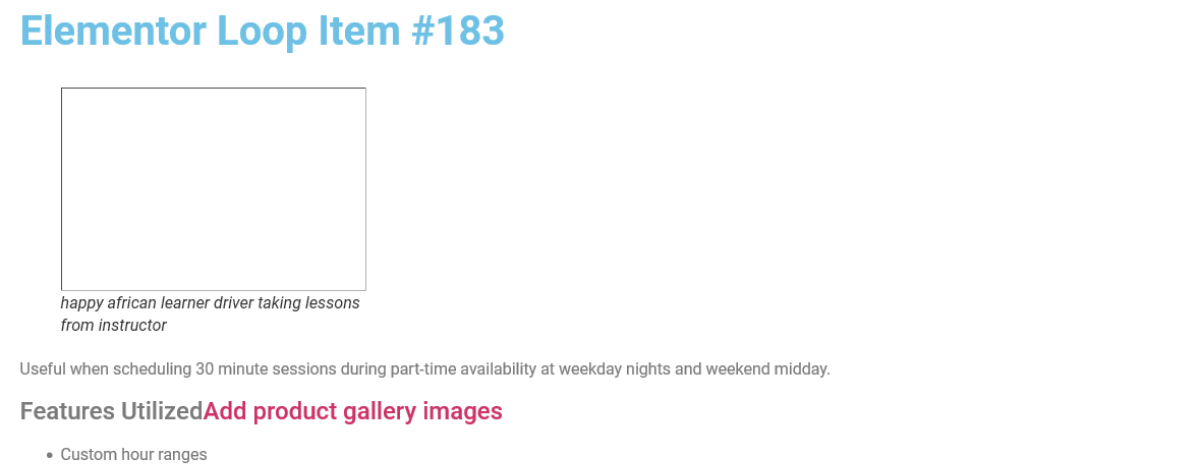 Elementor Loop Item #183
happy african learner driver taking lessons
from instructor
Useful when scheduling 30 minute sessions during part-time availability at weekday nights and weekend midday.
Features UtilizedAdd product gallery images
• Custom hour ranges